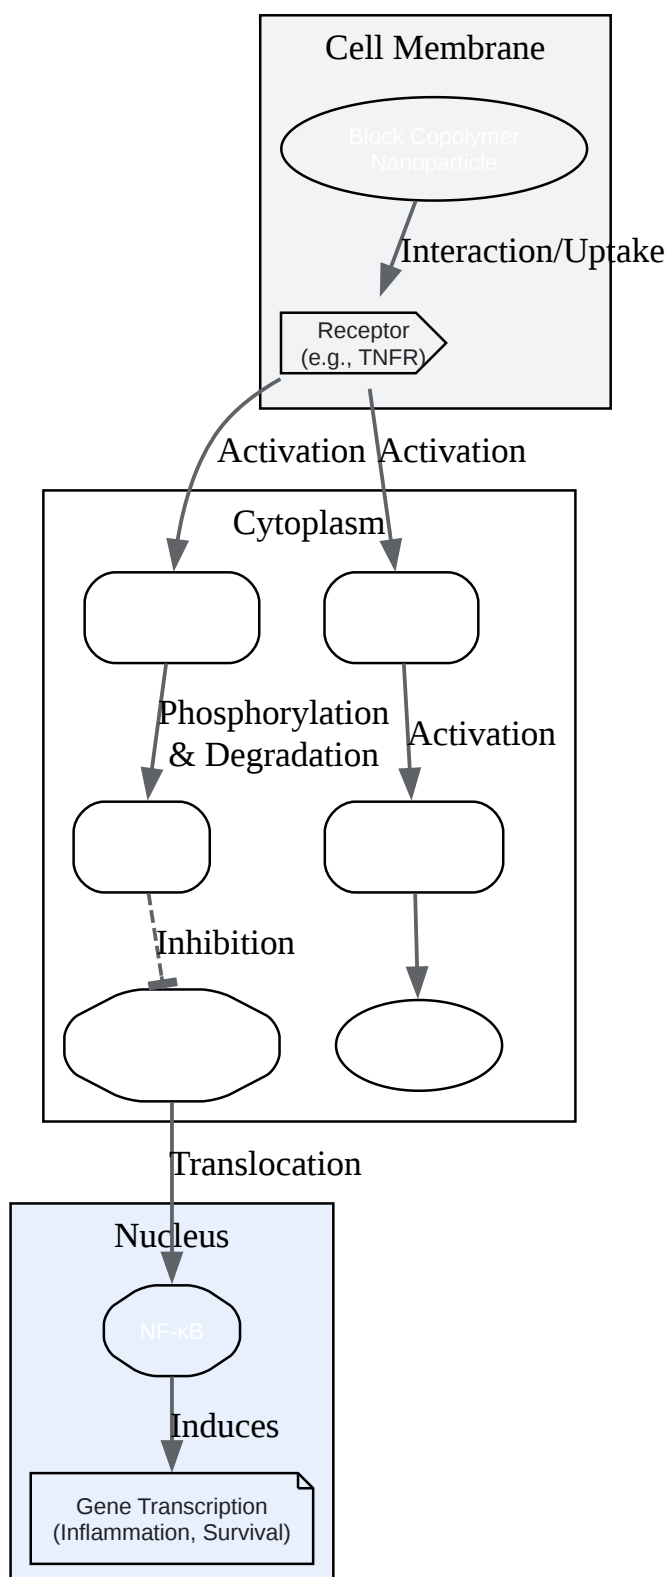 Cell Membrane
Block Copolymer
Nanoparticle
Interaction/Uptake
Receptor
(e.g., TNFR)
Activation
Activation
Cytoplasm
Phosphorylation
& Degradation
Activation
Inhibition
Translocation
Nucleus
NF-κB
Induces
Gene Transcription
(Inflammation, Survival)